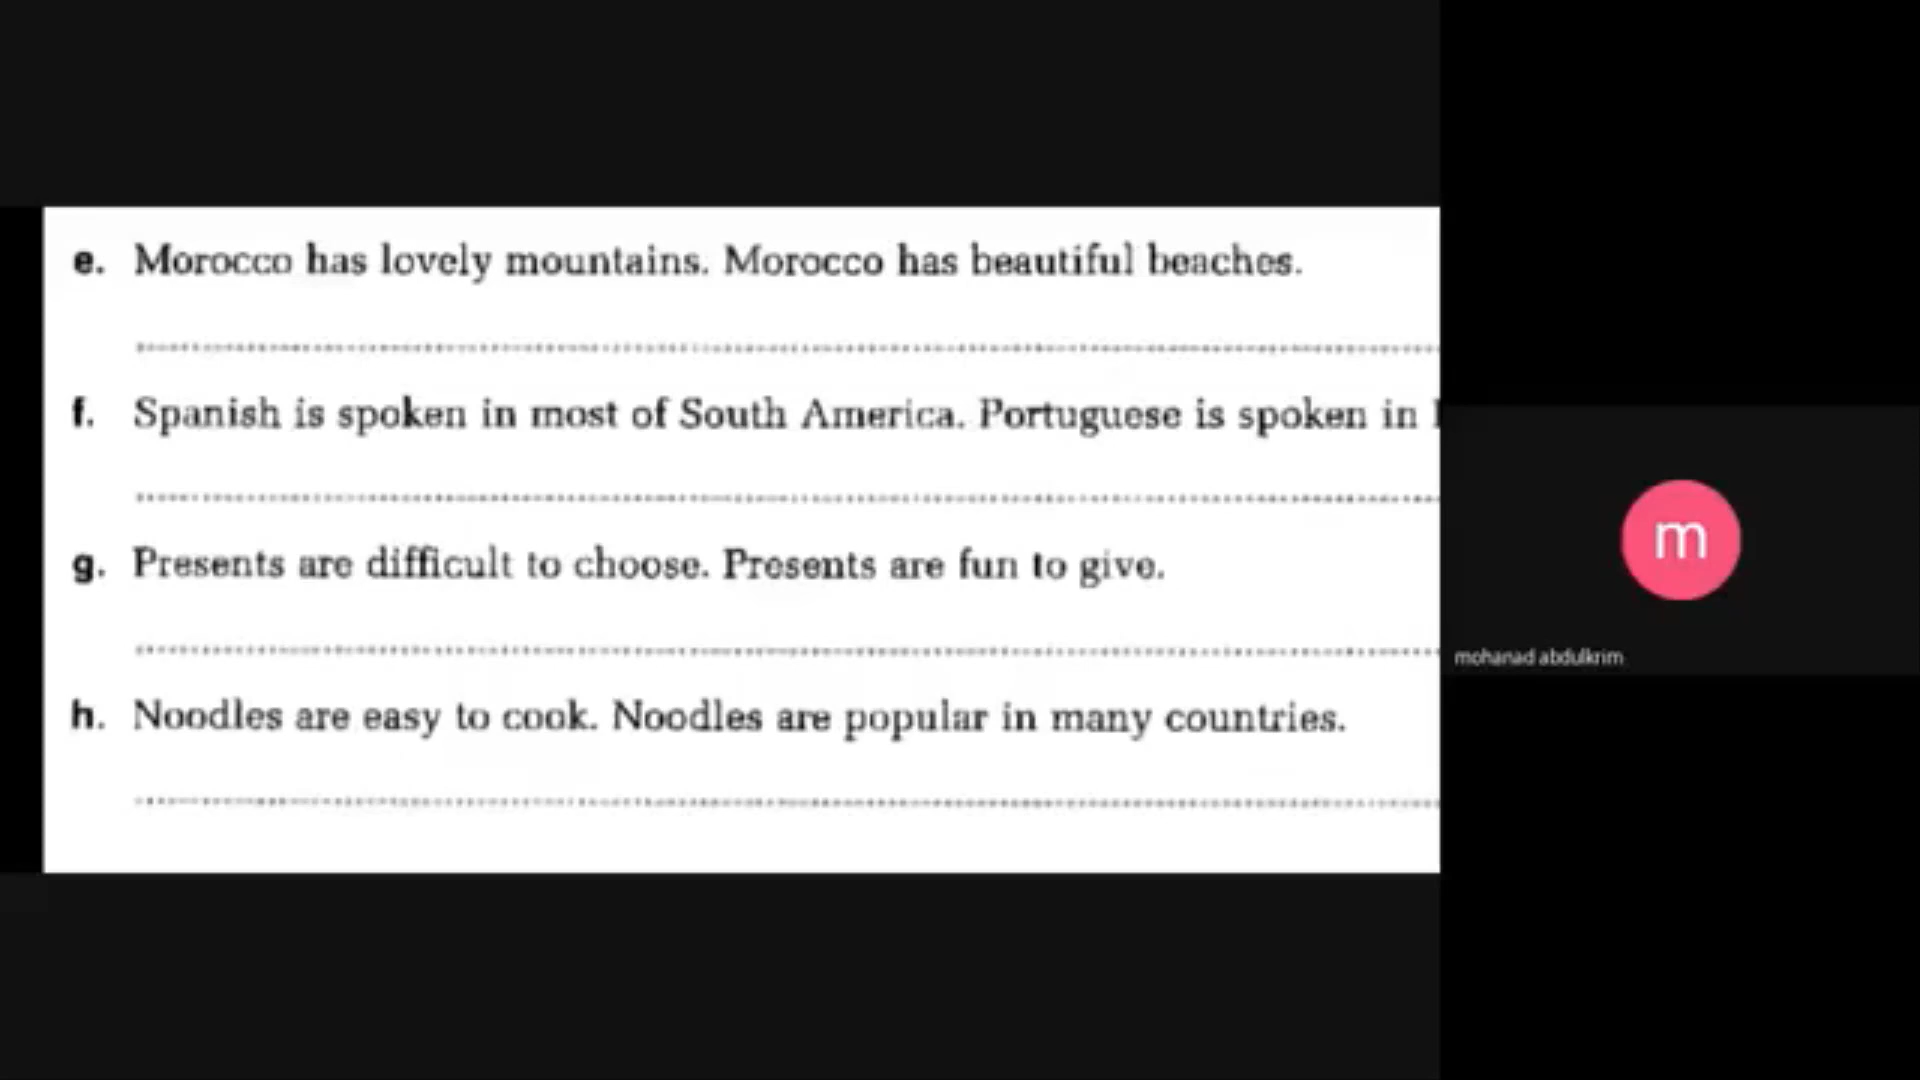 e. Morocco has lovely mountains. Morocco has beautiful beaches.
f. Spanish is spoken in most of South America. Portuguese is spoken in
g. Presents are difficult to choose. Presents are fun to give.
h. Noodles are easy to cook. Noodles are popular in many countries.
m
mohanad abdulkrim